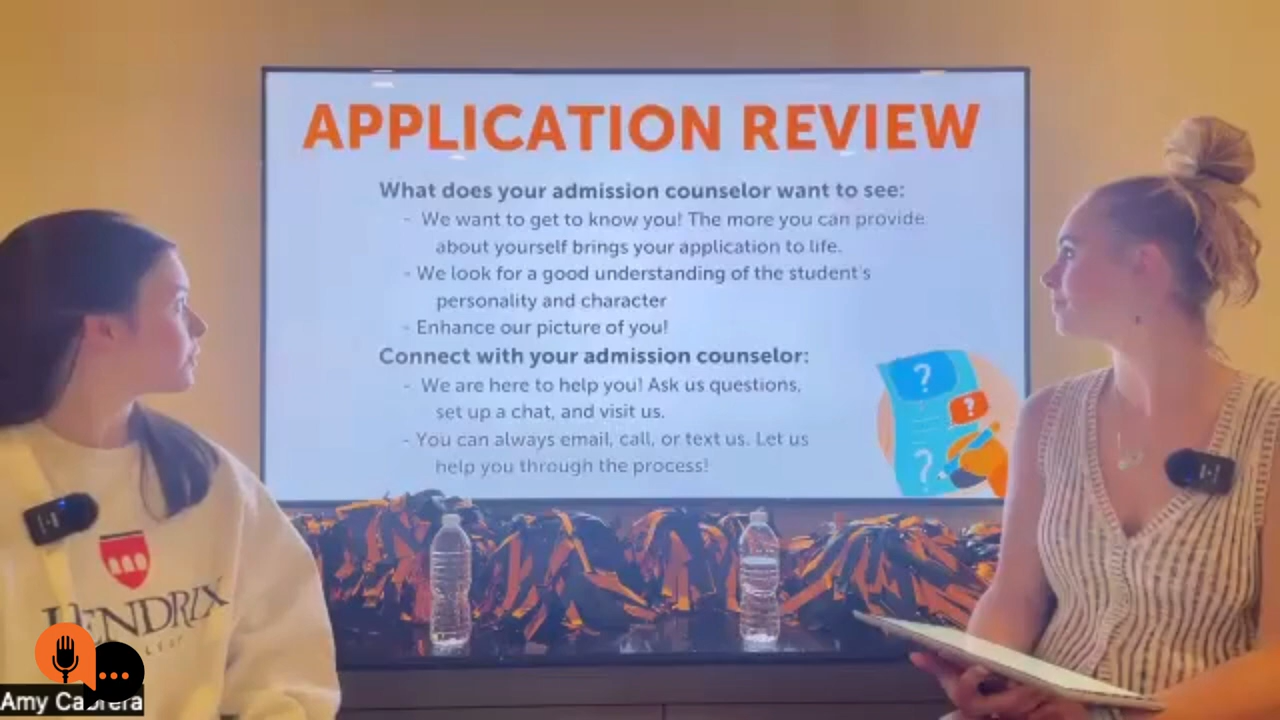 APPLICATION REVIEW
What does your admission counselor want to see:
- We want to get to know you! The more you can provide
about yourself brings your application to life.
- We look for a good understanding of the student's
personality and character
- Enhance our picture of you!
Connect with your admission counselor:
- We are here to help you! Ask us questions,
set up a chat, and visit us.
- You can always email, call, or text us. Let us
help you through the process!
?
?
?
HENDRIX
Amy Cabrera